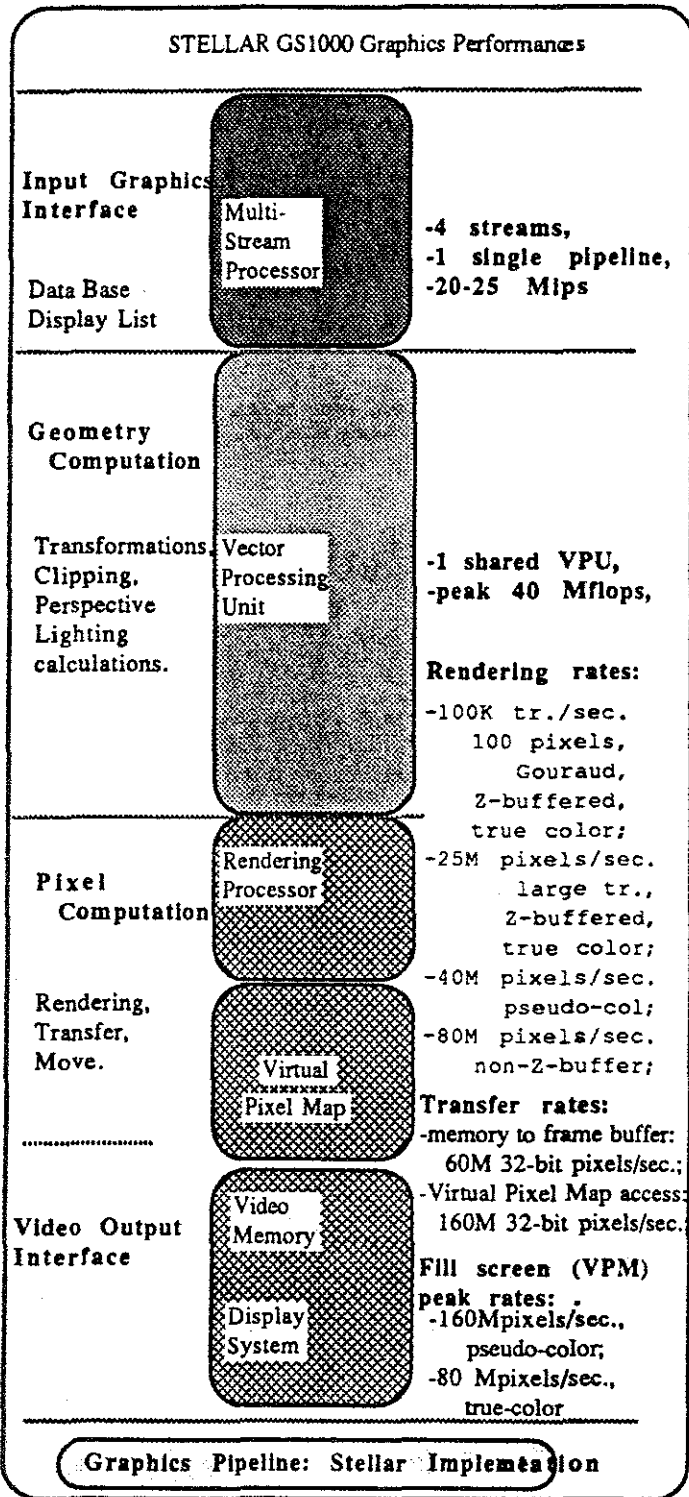 STELLAR GS1000 Graphics Performances
Input Graphics
Interface
Data Base
Display List
Multi-
Stream
Processor
-4 streams,
-1 single pipeline,
-20-25 Mips
Geometry
Computation
Transformations,
Clipping,
Perspective
Lighting
calculations.
Vector
Processing
Unit
-1 shared VPU,
-peak 40 Mflops,
Rendering rates:
-100K tr./sec.
100 pixels,
Gouraud,
Z-buffered,
true color;
-25M pixels/sec.
large tr.,
Z-buffered,
true color;
-40M pixels/sec.
pseudo-col;
-80M pixels/sec.
non-Z-buffer;
Pixel
Computation
Rendering,
Transfer,
Move.
Rendering
Processor
Virtual
Pixel Map
Transfer rates:
-memory to frame buffer:
60M 32-bit pixels/sec.;
-Virtual Pixel Map access:
160M 32-bit pixels/sec.
Video Output
Interface
Video
Memory
Display
System
Fill screen (VPM)
peak rates:
-160Mpixels/sec.,
pseudo-color;
-80 Mpixels/sec.,
true-color
Graphics Pipeline: Stellar Implementation